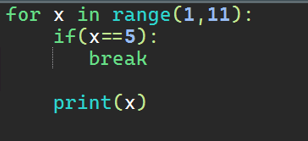 for x in range(1,11):
    if(x==5):
        break
    print(x)